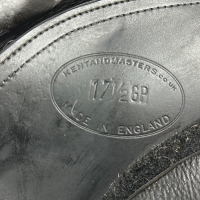 KENTANDMASTERS.co.uk
17½GP
MADE IN ENGLAND